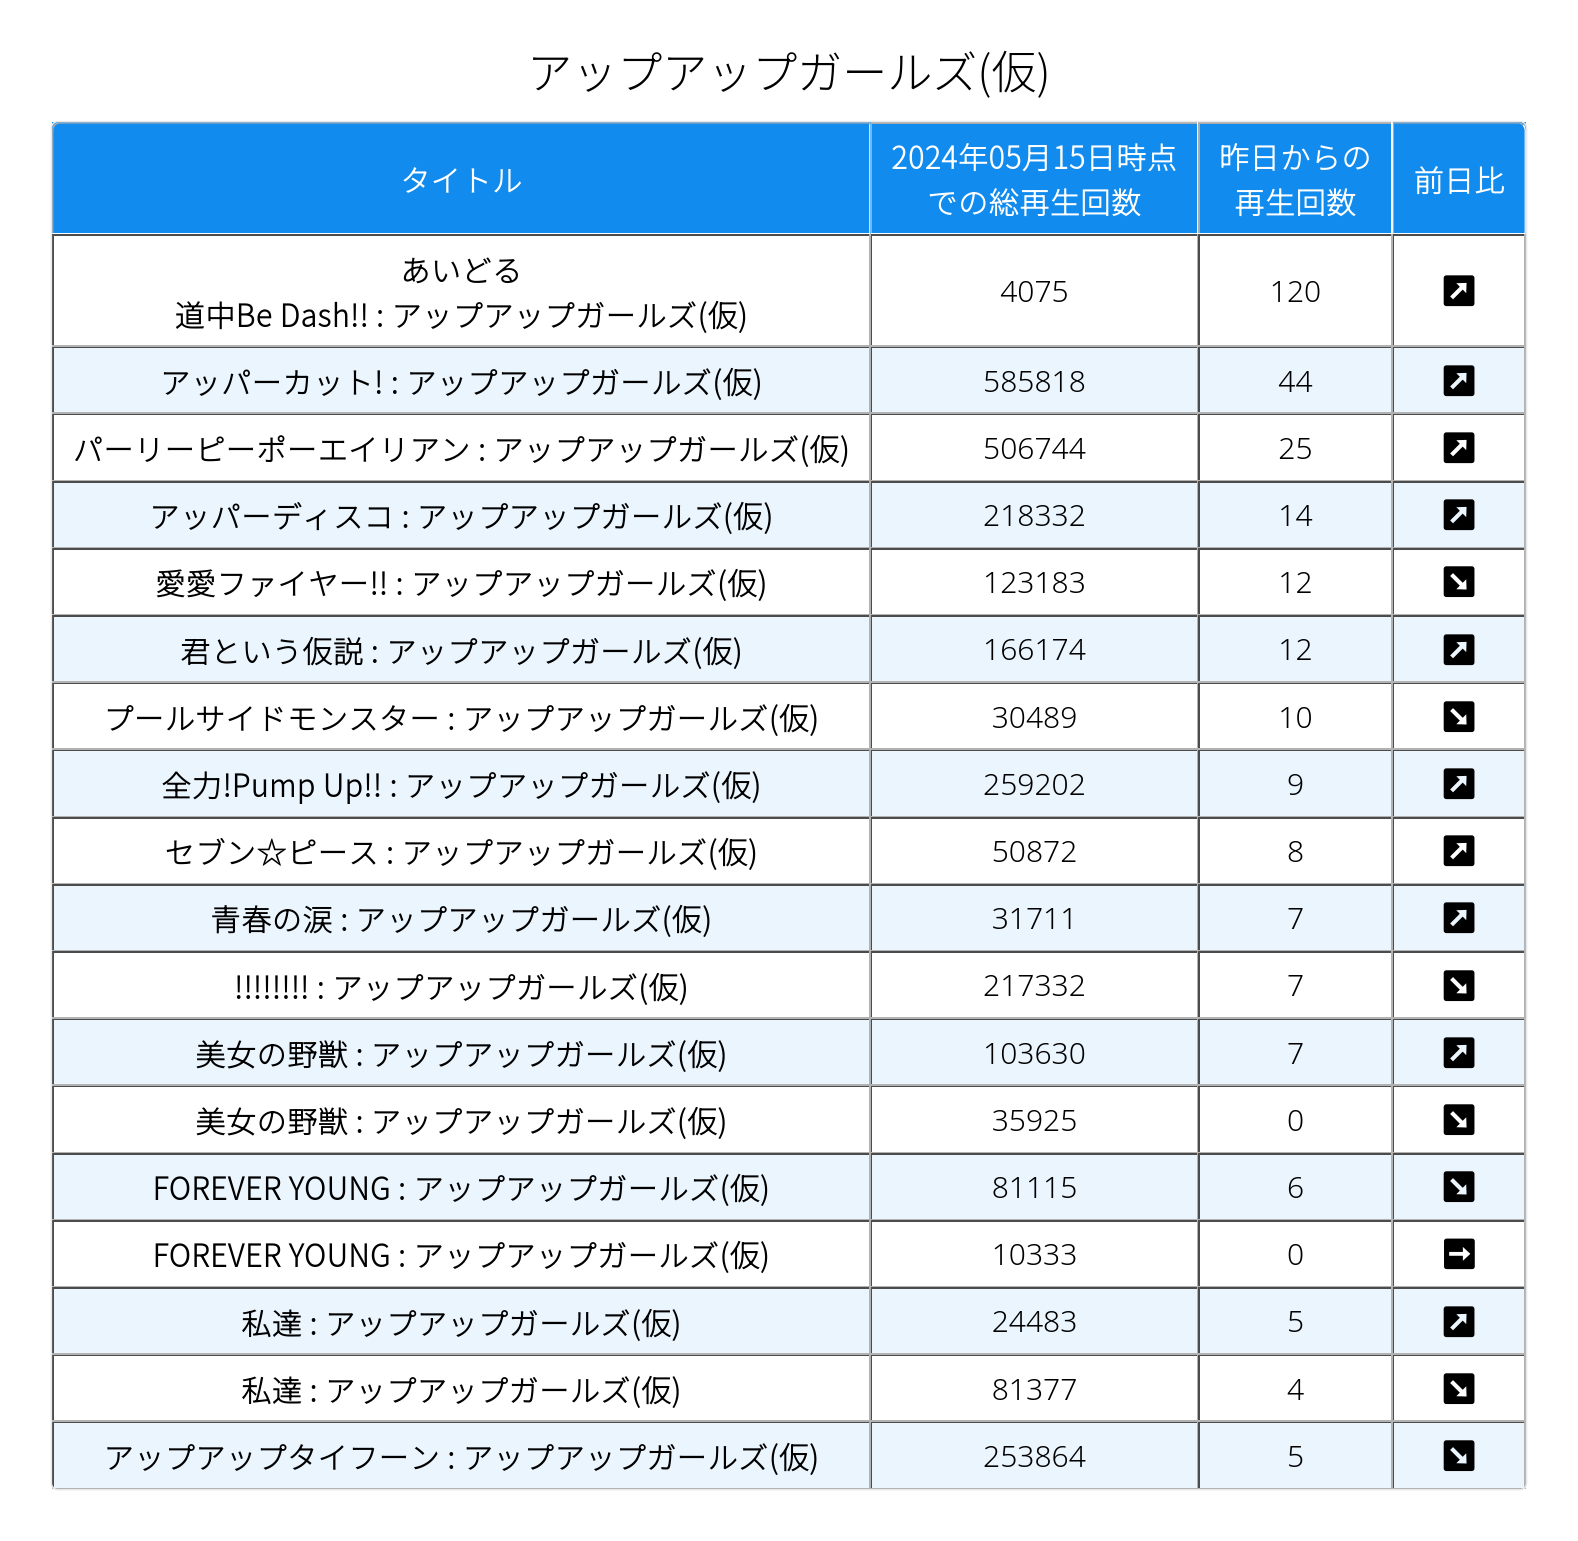 アップアップガールズ(仮)
タイトル 2024年05月15日時点での総再生回数 昨日からの再生回数 前日比
あいどる
道中Be Dash!! : アップアップガールズ(仮) 4075 120 ↗
アッパーカット! : アップアップガールズ(仮) 585818 44 ↗
パーリーピーポーエイリアン : アップアップガールズ(仮) 506744 25 ↗
アッパーディスコ : アップアップガールズ(仮) 218332 14 ↗
愛愛ファイヤー!! : アップアップガールズ(仮) 123183 12 ↘
君という仮説 : アップアップガールズ(仮) 166174 12 ↗
プールサイドモンスター : アップアップガールズ(仮) 30489 10 ↘
全力!Pump Up!! : アップアップガールズ(仮) 259202 9 ↗
セブン☆ピース : アップアップガールズ(仮) 50872 8 ↗
青春の涙 : アップアップガールズ(仮) 31711 7 ↗
!!!!!!!! : アップアップガールズ(仮) 217332 7 ↘
美女の野獣 : アップアップガールズ(仮) 103630 7 ↗
美女の野獣 : アップアップガールズ(仮) 35925 0 ↘
FOREVER YOUNG : アップアップガールズ(仮) 81115 6 ↘
FOREVER YOUNG : アップアップガールズ(仮) 10333 0 →
私達 : アップアップガールズ(仮) 24483 5 ↗
私達 : アップアップガールズ(仮) 81377 4 ↘
アップアップタイフーン : アップアップガールズ(仮) 253864 5 ↘